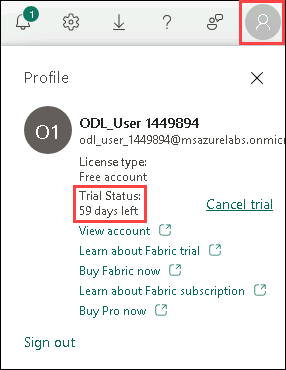 1
Profile
O1
ODL_User 1449894
odl_user_1449894@msazurelabs.onmicr
License type:
Free account
Trial Status:
59 days left
Cancel trial
View account
Learn about Fabric trial
Buy Fabric now
Learn about Fabric subscription
Buy Pro now
Sign out